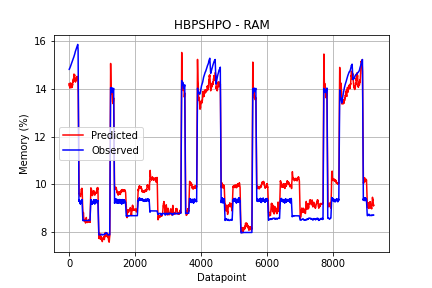 HBPSHPO - RAM
16
14
12
10
8
Memory (%)
Predicted
Observed
0
2000
4000
6000
8000
Datapoint